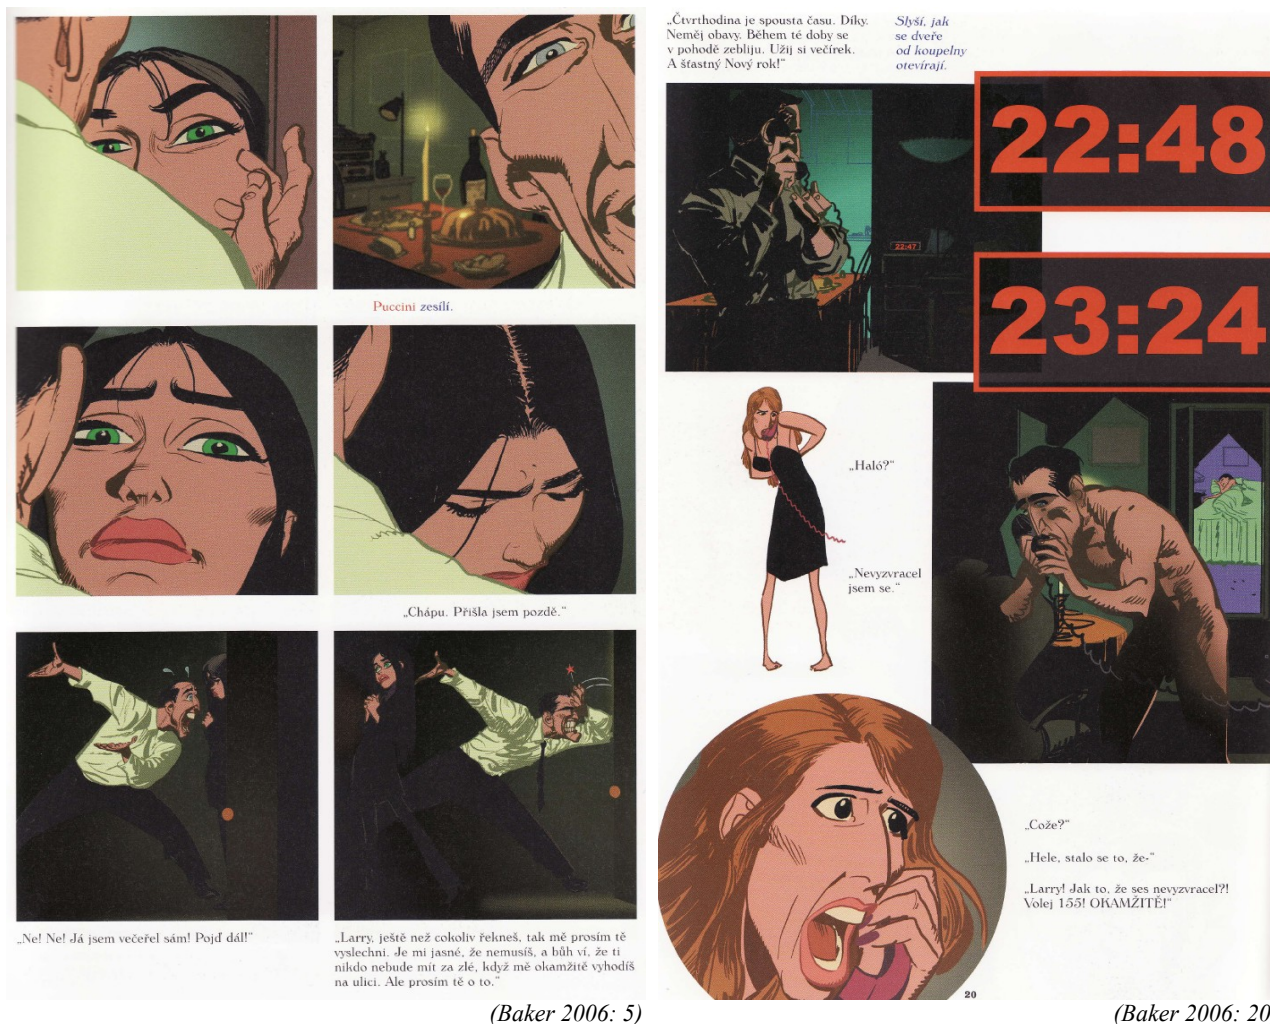 Puccini zesílí.
„Chápu. Přišla jsem pozdě.“
„Ne! Ne! Já jsem večeřel sám! Pojď dál!“
„Larry, ještě než cokoliv řekneš, tak mě prosím tě
vyslechni. Je mi jasné, že nemusíš, a bůh ví, že ti
nikdo nebude mít za zlé, když mě okamžitě vyhodíš
na ulici. Ale prosím tě o to.“
(Baker 2006: 5)
„Čtvrthodina je spousta času. Díky.
Neměj obavy. Během té doby se
v pohodě zebliju. Užij si večírek.
A šťastný Nový rok!“
Slyší, jak
se dveře
od koupelny
otevírají.
22:48
22:47
23:24
„Haló?“
„Nevyzvracel
jsem se.“
„Cože?“
„Hele, stalo se to, že-“
„Larry! Jak to, že ses nevyzvracel?!
Volej 155! OKAMŽITĚ!“
20
(Baker 2006: 20